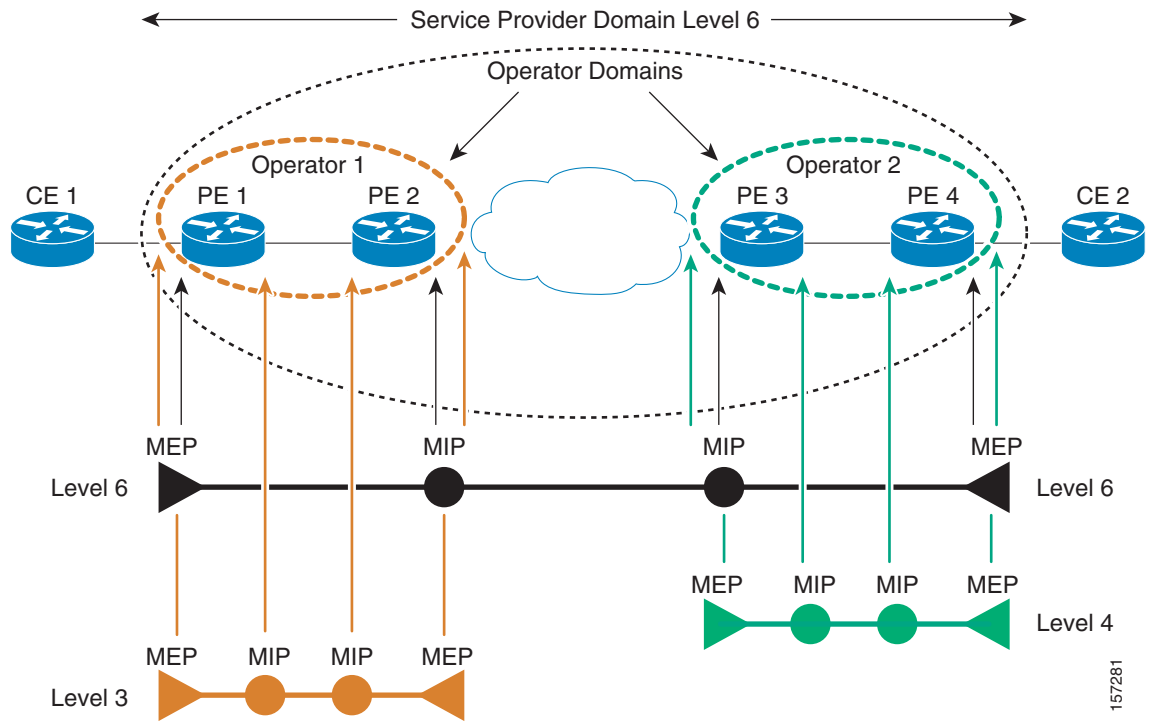 Service Provider Domain Level 6
Operator Domains
Operator 1
Operator 2
CE 1
PE 1
PE 2
PE 3
PE 4
CE 2
MEP
MIP
MIP
MEP
Level 6
Level 6
MEP
MIP
MIP
MEP
Level 4
MEP
MIP
MIP
MEP
Level 3
157281